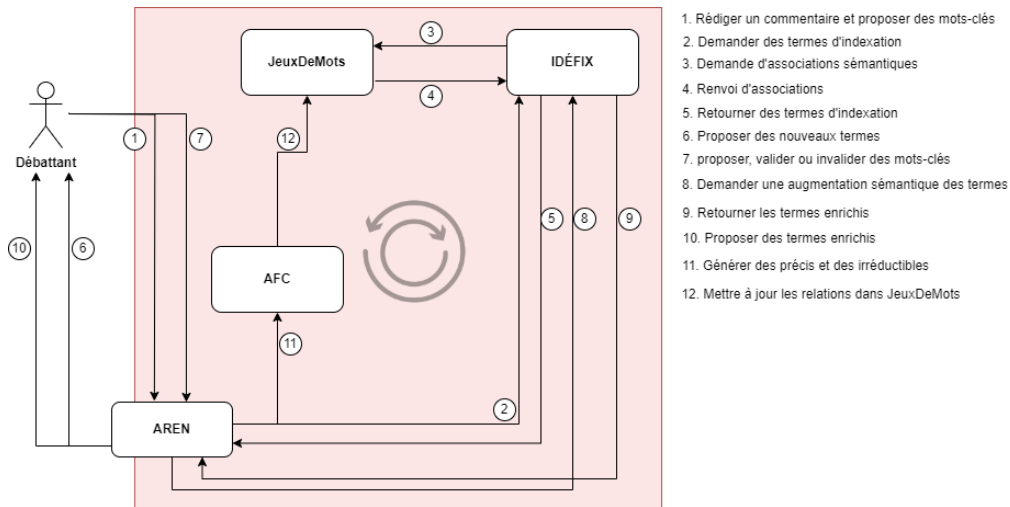 JeuxDeMots
IDÉFIX
3
4
Débattant
1
7
12
10
6
5
8
9
AFC
11
2
AREN
1. Rédiger un commentaire et proposer des mots-clés
2. Demander des termes d'indexation
3. Demande d'associations sémantiques
4. Renvoi d'associations
5. Retourner des termes d'indexation
6. Proposer des nouveaux termes
7. proposer, valider ou invalider des mots-clés
8. Demander une augmentation sémantique des termes
9. Retourner les termes enrichis
10. Proposer des termes enrichis
11. Générer des précis et des irréductibles
12. Mettre à jour les relations dans JeuxDeMots